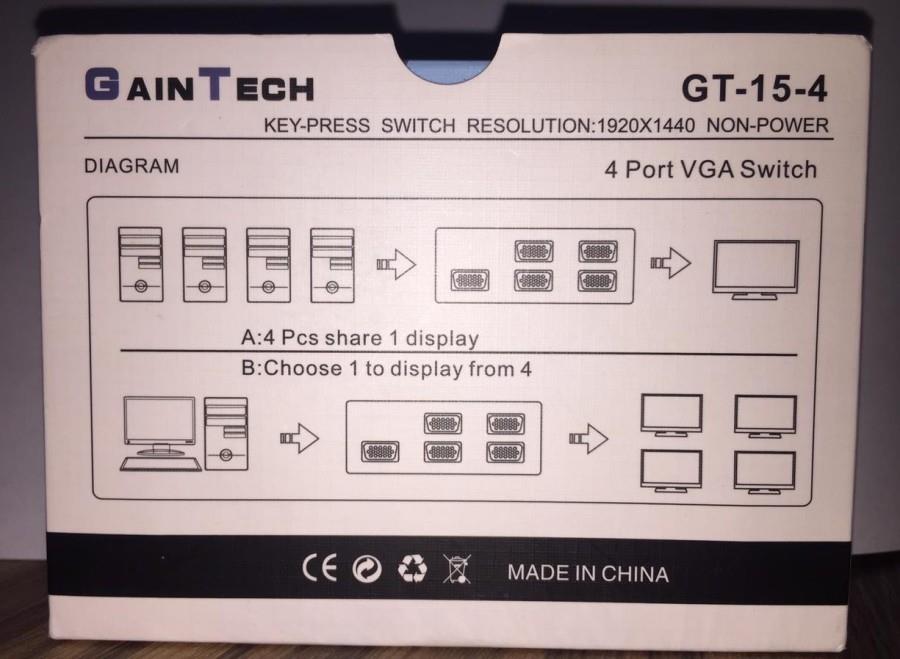 GAINTECH
GT-15-4
KEY-PRESS SWITCH RESOLUTION:1920X1440 NON-POWER
DIAGRAM
4 Port VGA Switch
A:4 Pcs share 1 display
B:Choose 1 to display from 4
CE
MADE IN CHINA